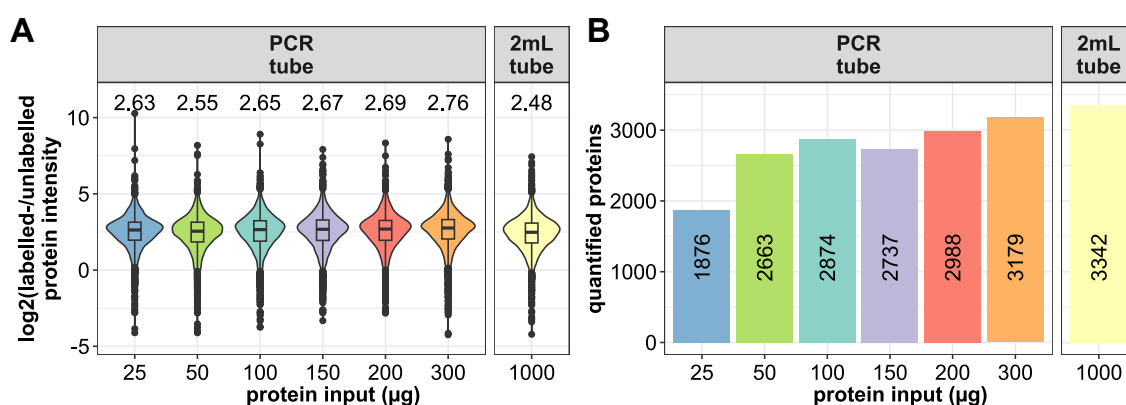 A
PCR
tube
2mL
tube
2.63 2.55 2.65 2.67 2.69 2.76 2.48
10
5
0
-5
log2(labelled-/unlabelled
protein intensity
25 50 100 150 200 300 1000
protein input (µg)
B
PCR
tube
2mL
tube
3000
2000
1000
0
quantified proteins
1876 2663 2874 2737 2988 3179 3342
25 50 100 150 200 300 1000
protein input (µg)